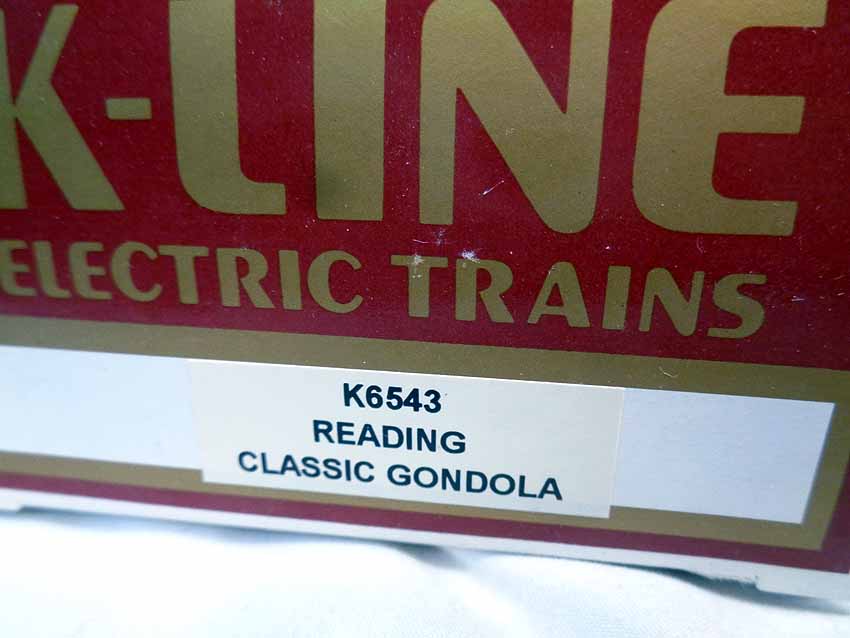 K-LINE
ELECTRIC TRAINS
K6543
READING
CLASSIC GONDOLA